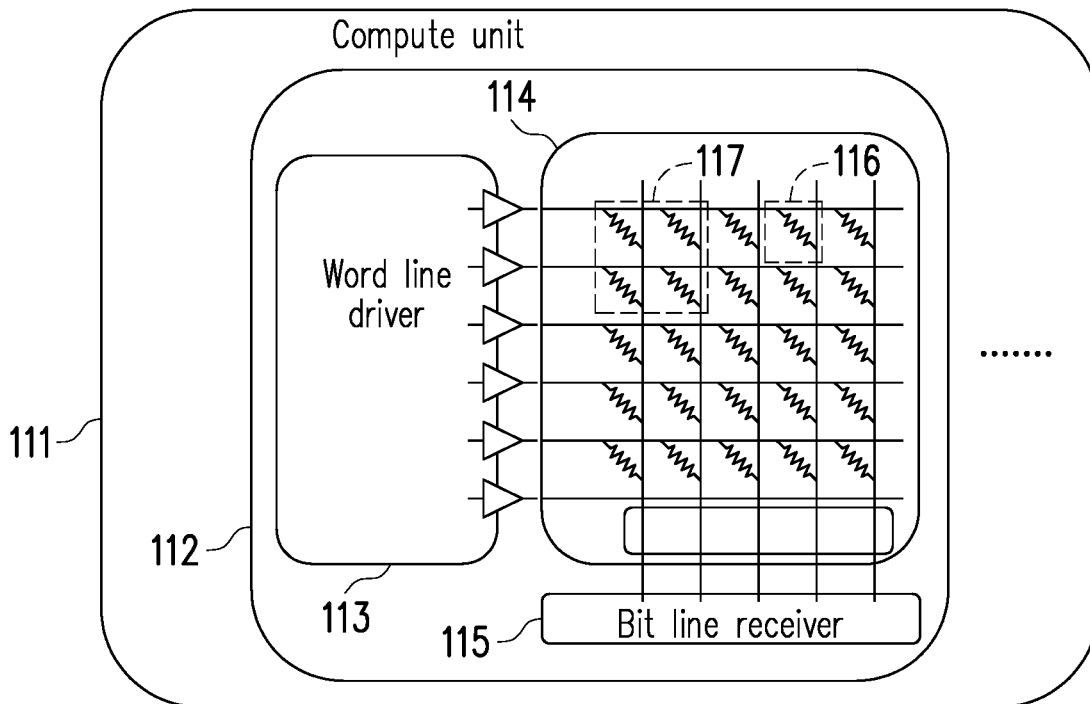 Compute unit
114
117
116
Word line
driver
.......
111
112
113
115
Bit line receiver